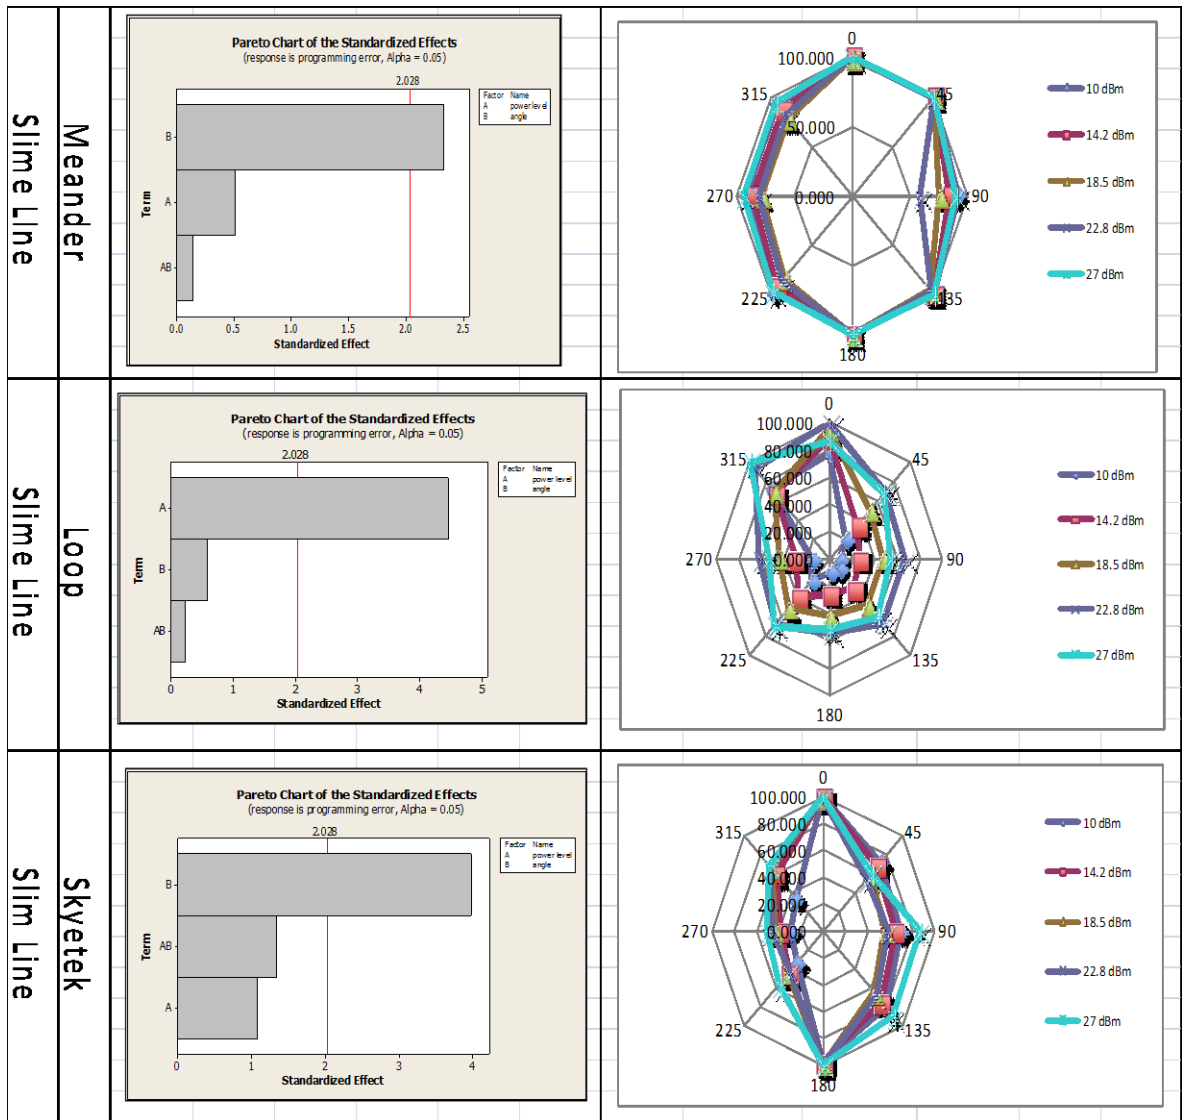 Slime LIne
Meander
Pareto Chart of the Standardized Effects
(response is programming error, Alpha = 0.05)
2.028
Factor Name
A power level
B angle
Term
B
A
AB
0.0 0.5 1.0 1.5 2.0 2.5
Standardized Effect
0
100.000
315
45
50.000
270
0.000
90
225
135
180
10 dBm
14.2 dBm
18.5 dBm
22.8 dBm
27 dBm
Slime Line
Loop
Pareto Chart of the Standardized Effects
(response is programming error, Alpha = 0.05)
2.028
Factor Name
A power level
B angle
Term
A
B
AB
0 1 2 3 4 5
Standardized Effect
0
100.000
80.000
315
45
60.000
40.000
20.000
270
0.000
90
225
135
180
10 dBm
14.2 dBm
18.5 dBm
22.8 dBm
27 dBm
Slim Line
Skyetek
Pareto Chart of the Standardized Effects
(response is programming error, Alpha = 0.05)
2.028
Factor Name
A power level
B angle
Term
B
AB
A
0 1 2 3 4
Standardized Effect
0
100.000
80.000
315
45
60.000
40.000
20.000
270
0.000
90
225
135
180
10 dBm
14.2 dBm
18.5 dBm
22.8 dBm
27 dBm